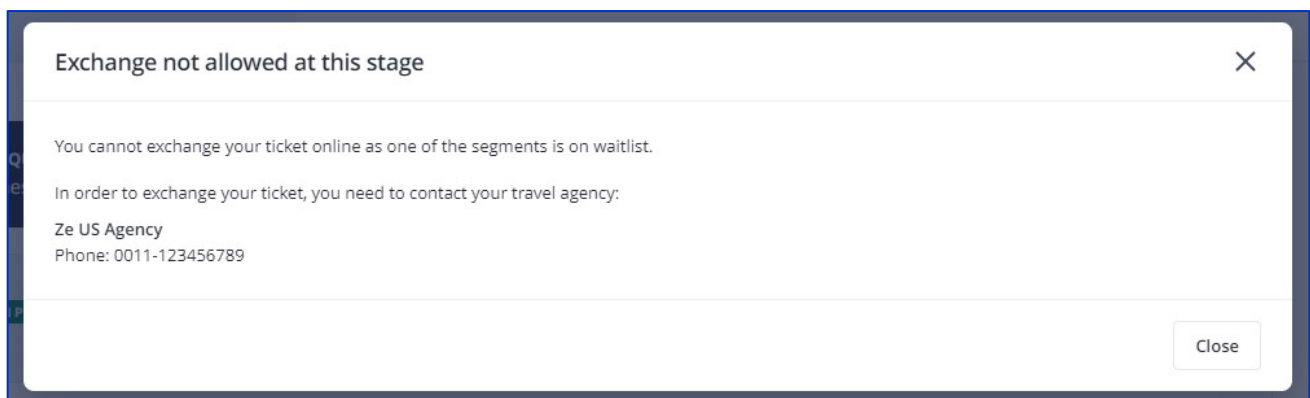 Exchange not allowed at this stage
You cannot exchange your ticket online as one of the segments is on waitlist.
In order to exchange your ticket, you need to contact your travel agency:
Ze US Agency
Phone: 0011-123456789
Close